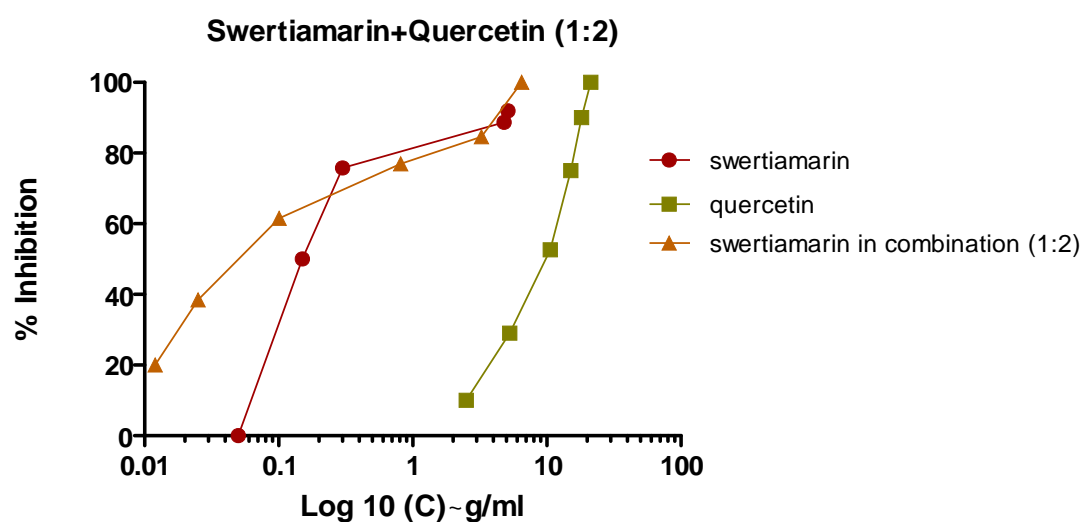 Swertiamarin+Quercetin (1:2)
% Inhibition
100
80
60
40
20
0
0.01 0.1 1 10 100
Log 10 (C)~g/ml
swertiamarin
quercetin
swertiamarin in combination (1:2)